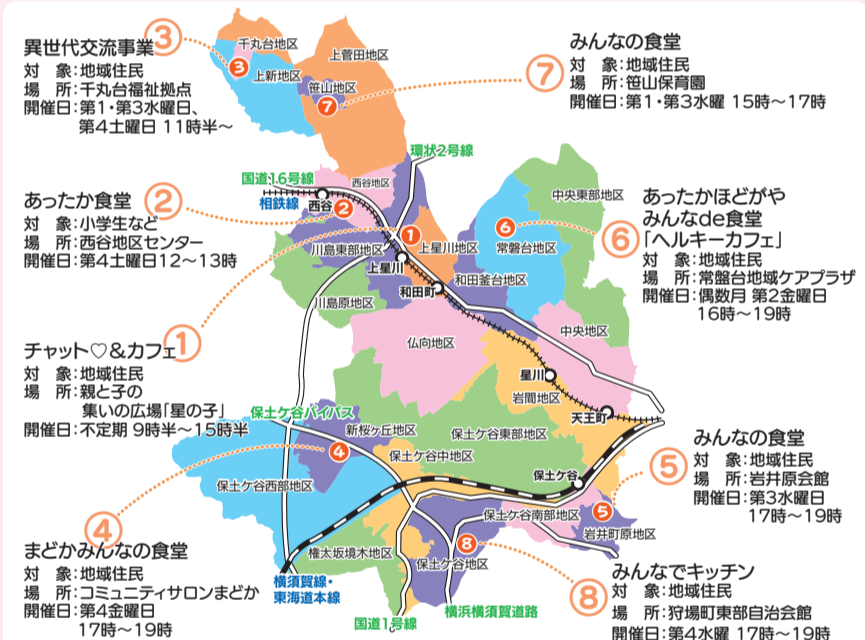 異世代交流事業 ③
対　象：地域住民
場　所：千丸台福祉拠点
開催日：第1・第3水曜日、
第4土曜日 11時半～
あったか食堂 ②
対　象：小学生など
場　所：西谷地区センター
開催日：第4土曜日12～13時
チャット♡&カフェ ①
対　象：地域住民
場　所：親と子の
集いの広場「星の子」
開催日：不定期 9時半～15時半
④
まどかみんなの食堂
対　象：地域住民
場　所：コミュニティサロンまどか
開催日：第4金曜日
17時～19時
⑦ みんなの食堂
対　象：地域住民
場　所：笹山保育園
開催日：第1・第3水曜 15時～17時
⑥ あったかほどがや
みんなde食堂
「ヘルキーカフェ」
対　象：地域住民
場　所：常盤台地域ケアプラザ
開催日：偶数月 第2金曜日
16時～19時
⑤ みんなの食堂
対　象：地域住民
場　所：岩井原会館
開催日：第3水曜日
17時～19時
⑧ みんなでキッチン
対　象：地域住民
場　所：狩場町東部自治会館
開催日：第4水曜 17時～19時
千丸台地区
3
上新地区
上菅田地区
笹山地区
7
環状2号線
国道16号線
相鉄線
西谷
西谷地区
2
川島東部地区
1
上星川地区
上星川
和田町
川島原地区
6
常磐台地区
和田釜台地区
中央東部地区
中央地区
仏向地区
星川
岩間地区
天王町
保土ケ谷バイパス
新桜ヶ丘地区
4
保土ケ谷東部地区
保土ケ谷中地区
保土ケ谷西部地区
保土ケ谷
保土ケ谷南部地区
5
岩井町原地区
8
保土ケ谷地区
権太坂境木地区
横須賀線・
東海道本線
国道1号線
横浜横須賀道路